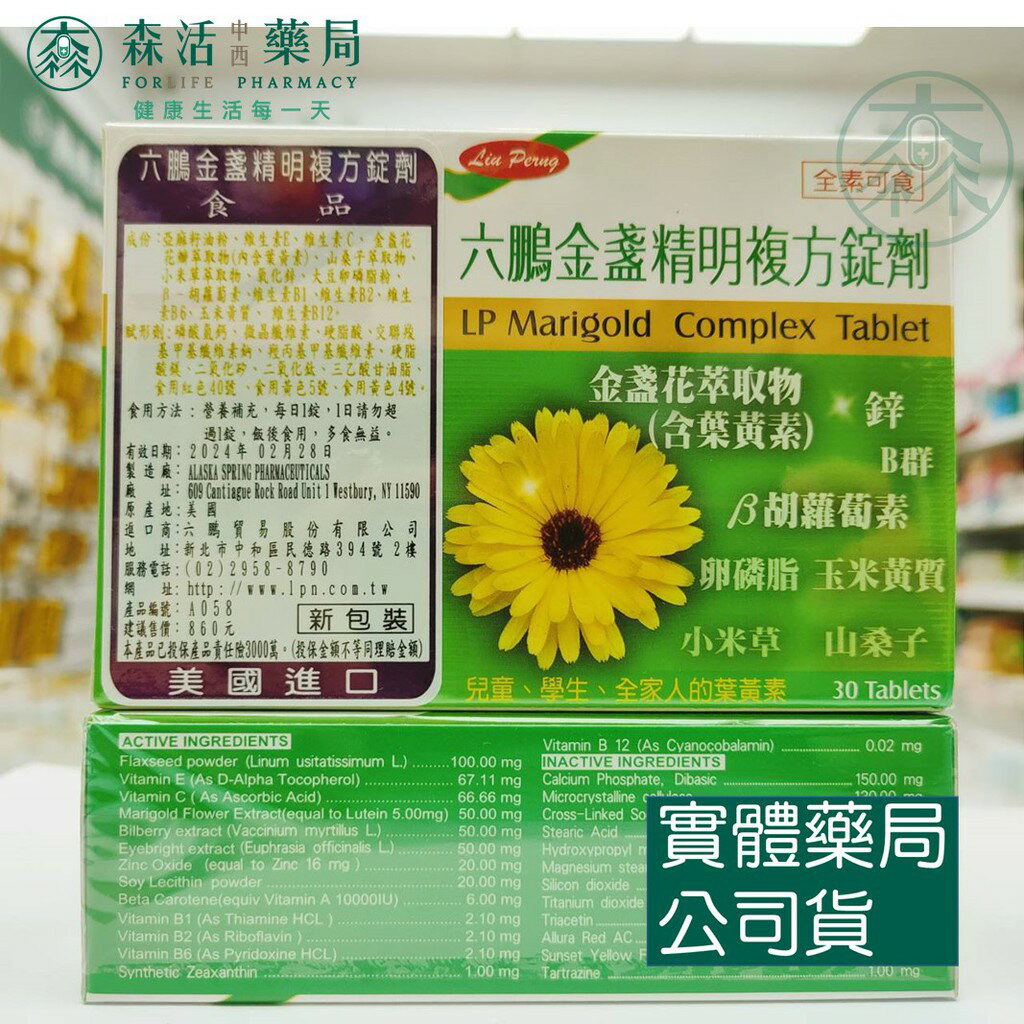 森活中西藥局
FORLIFE PHARMACY
健康生活每一天
六鵬金盞精明複方錠劑
食品
成份:亞麻籽油粉、維生素E、維生素C、金盞花
花瓣萃取物(內含葉黃素)、山桑子萃取物、
小米草萃取物、氧化鋅、大豆卵磷脂粉、
β-胡蘿蔔素、維生素B1、維生素B2、維生
素B6、玉米黃質、維生素B12。
賦形劑:磷酸氫鈣、微晶纖維素、硬脂酸、交聯羧
基甲基纖維素鈉、羥丙基甲基纖維素、硬脂
酸鎂、二氧化矽、二氧化鈦、三乙酸甘油脂、
食用紅色40號、食用黃色5號、食用黃色4號。
食用方法:營養補充,每日1錠,1日請勿超
過1錠,飯後食用,多食無益。
有效日期:2024年02月28日
製造廠:ALASKA SPRING PHARMACEUTICALS
廠址:609 Cantiague Rock Road Unit 1 Westbury, NY 11590
原產地:美國
進口商:六鵬貿易股份有限公司
地址:新北市中和區民德路394號2樓
服務電話:(02)2958-8790
網址:http://www.lpn.com.tw
產品編號:A058
建議售價:860元
新包裝
本產品已投保產品責任險3000萬。(投保金額不等同理賠金額)
美國進口
Lin Perng
全素可食
六鵬金盞精明複方錠劑
LP Marigold Complex Tablet
金盞花萃取物
(含葉黃素)
鋅
B群
β胡蘿蔔素
卵磷脂 玉米黃質
小米草 山桑子
兒童、學生、全家人的葉黃素
30 Tablets
ACTIVE INGREDIENTS
Flaxseed powder (Linum usitatissimum L.) 100.00 mg
Vitamin E (As D-Alpha Tocopherol) 67.11 mg
Vitamin C ( As Ascorbic Acid) 66.66 mg
Marigold Flower Extract(equal to Lutein 5.00mg) 50.00 mg
Bilberry extract (Vaccinium myrtillus L.) 50.00 mg
Eyebright extract (Euphrasia officinalis L.) 50.00 mg
Zinc Oxide (equal to Zinc 16 mg ) 20.00 mg
Soy Lecithin powder 20.00 mg
Beta Carotene(equiv Vitamin A 10000IU) 6.00 mg
Vitamin B1 (As Thiamine HCL ) 2.10 mg
Vitamin B2 (As Riboflavin ) 2.10 mg
Vitamin B6 (As Pyridoxine HCL) 2.10 mg
Synthetic Zeaxanthin 1.00 mg
Vitamin B 12 (As Cyanocobalamin) 0.02 mg
INACTIVE INGREDIENTS
Calcium Phosphate, Dibasic 150.00 mg
Microcrystalline cellulose 130.00 mg
Cross-Linked So
Stearic Acid
Hydroxypropyl m
Magnesium stea
Silicon dioxide
Titanium dioxide
Triacetin
Allura Red AC
Sunset Yellow F
Tartrazine 1.00 mg
實體藥局
公司貨